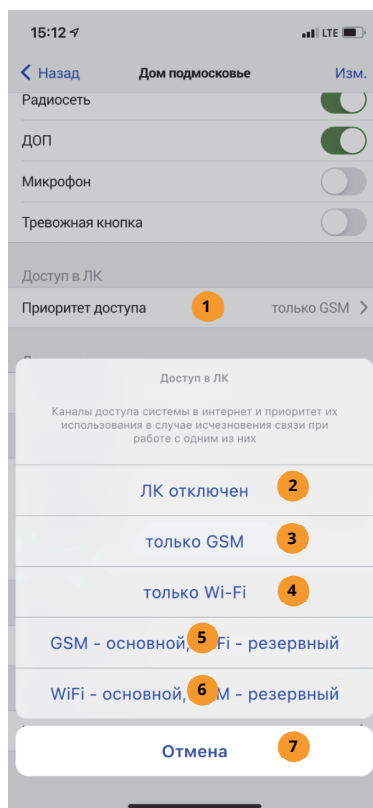 15:12 LTE
Назад Дом подмосковье Изм.
Радиосеть
ДОП
Микрофон
Тревожная кнопка
Доступ в ЛК
Приоритет доступа 1 только GSM
Доступ в ЛК
Каналы доступа системы в интернет и приоритет их
использования в случае исчезновения связи при
работе с одним из них
ЛК отключен 2
только GSM 3
только Wi-Fi 4
GSM - основной, 5 Fi - резервный
WiFi - основной, 6 M - резервный
Отмена 7